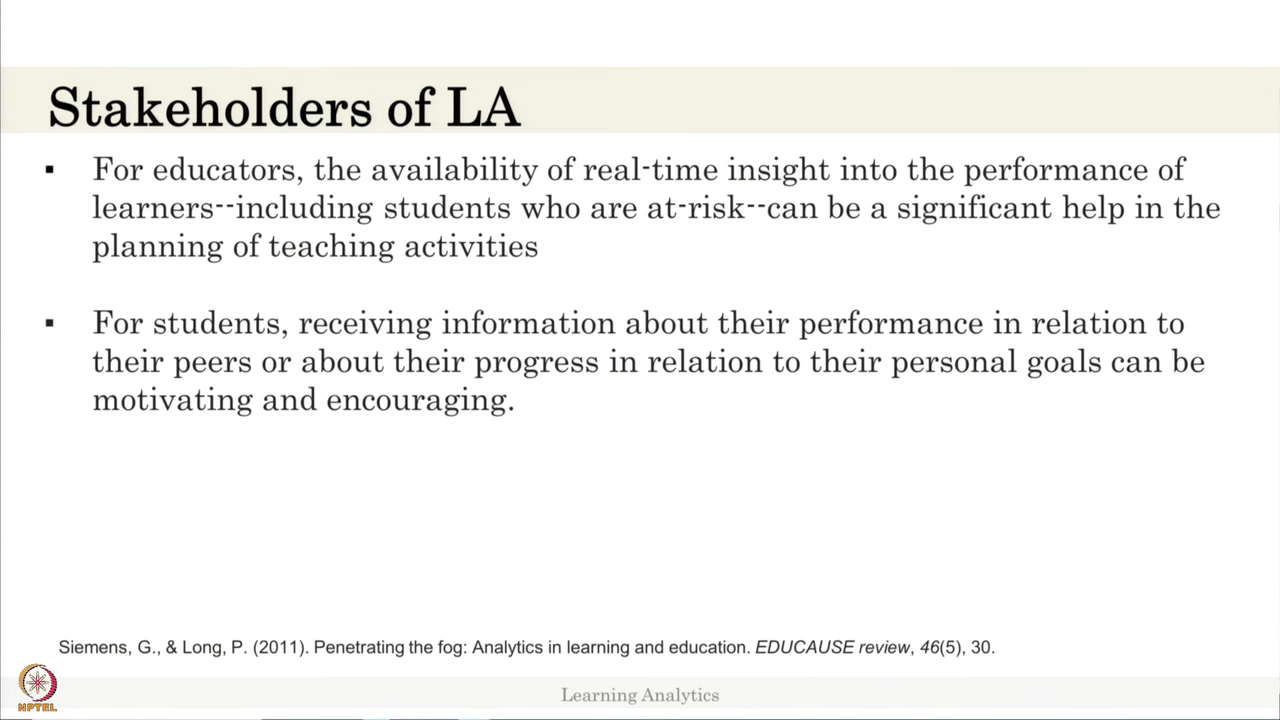 Stakeholders of LA
▪ For educators, the availability of real-time insight into the performance of
learners--including students who are at-risk--can be a significant help in the
planning of teaching activities
▪ For students, receiving information about their performance in relation to
their peers or about their progress in relation to their personal goals can be
motivating and encouraging.
Siemens, G., & Long, P. (2011). Penetrating the fog: Analytics in learning and education. EDUCAUSE review, 46(5), 30.
NPTEL
Learning Analytics